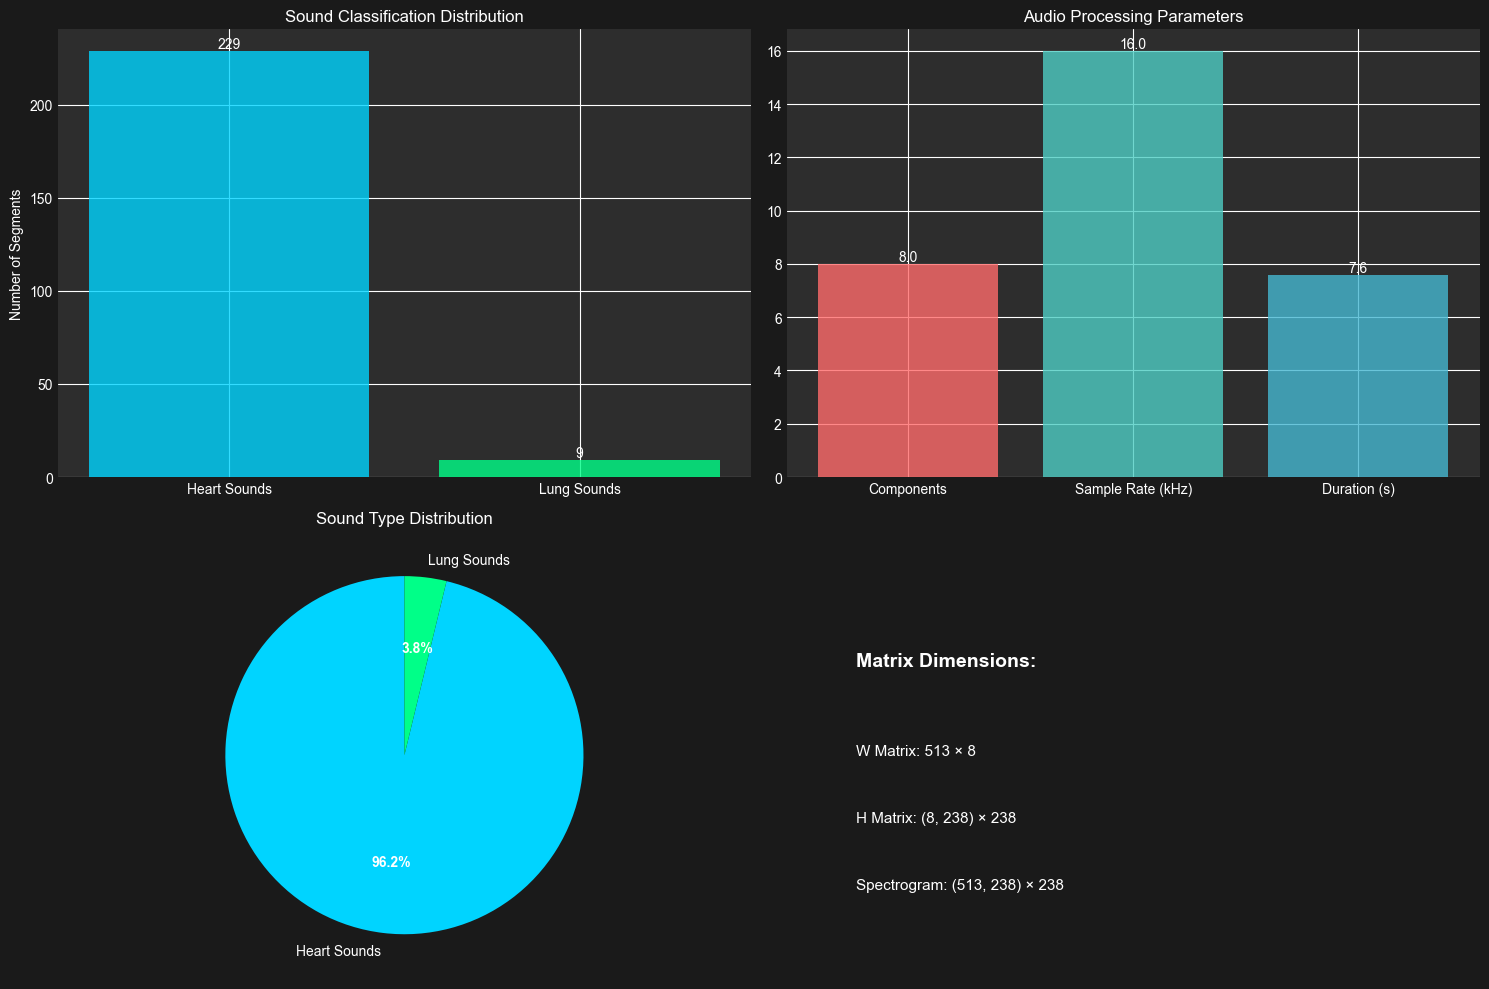 Sound Classification Distribution
229
200
150
100
50
0
Number of Segments
9
Heart Sounds
Lung Sounds
Audio Processing Parameters
16
14
12
10
8
6
4
2
0
8.0
16.0
7.6
Components
Sample Rate (kHz)
Duration (s)
Sound Type Distribution
Lung Sounds
3.8%
96.2%
Heart Sounds
Matrix Dimensions:
W Matrix: 513 × 8
H Matrix: (8, 238) × 238
Spectrogram: (513, 238) × 238